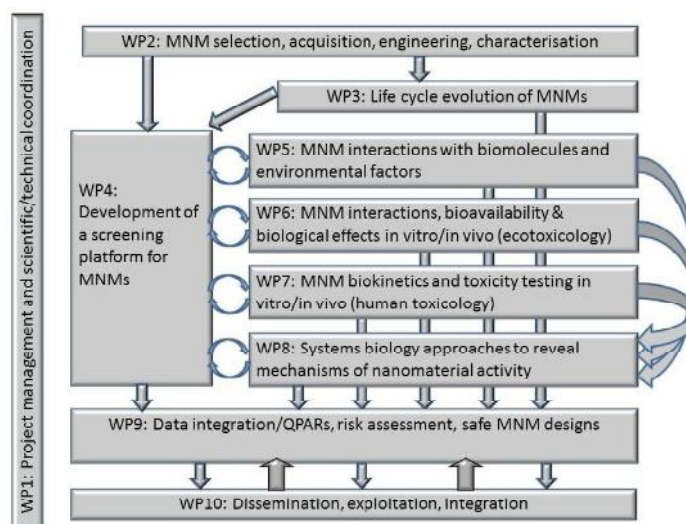 WP1: Project management and scientific/technical coordination
WP2: MNM selection, acquisition, engineering, characterisation
WP3: Life cycle evolution of MNMs
WP4:
Development of
a screening
platform for
MNMs
WP5: MNM interactions with biomolecules and
environmental factors
WP6: MNM interactions, bioavailability &
biological effects in vitro/in vivo (ecotoxicology)
WP7: MNM biokinetics and toxicity testing in
vitro/in vivo (human toxicology)
WP8: Systems biology approaches to reveal
mechanisms of nanomaterial activity
WP9: Data integration/QPARs, risk assessment, safe MNM designs
WP10: Dissemination, exploitation, integration